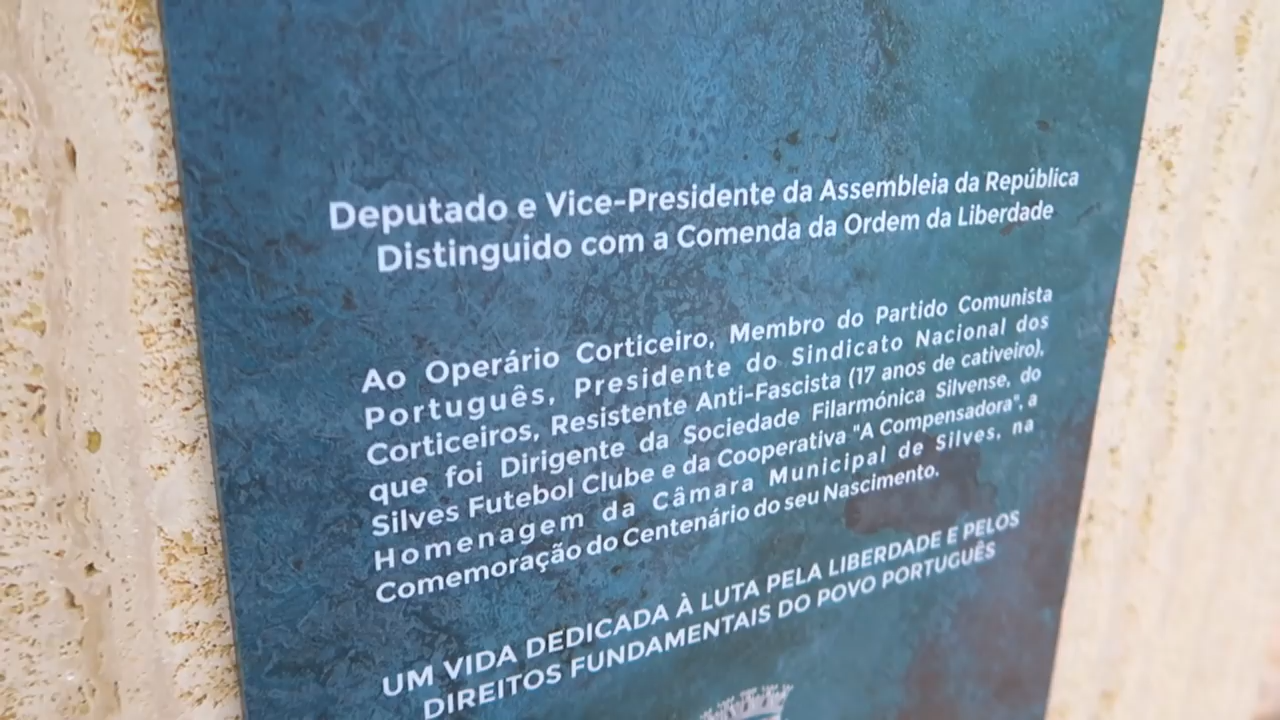 Deputado e Vice-Presidente da Assembleia da República
Distinguido com a Comenda da Ordem da Liberdade
Ao Operário Corticeiro, Membro do Partido Comunista
Português, Presidente do Sindicato Nacional dos
Corticeiros, Resistente Anti-Fascista (17 anos de cativeiro),
que foi Dirigente da Sociedade Filarmónica Silvense, do
Silves Futebol Clube e da Cooperativa "A Compensadora", a
Homenagem da Câmara Municipal de Silves, na
Comemoração do Centenário do seu Nascimento.
UM VIDA DEDICADA À LUTA PELA LIBERDADE E PELOS
DIREITOS FUNDAMENTAIS DO POVO PORTUGUÊS